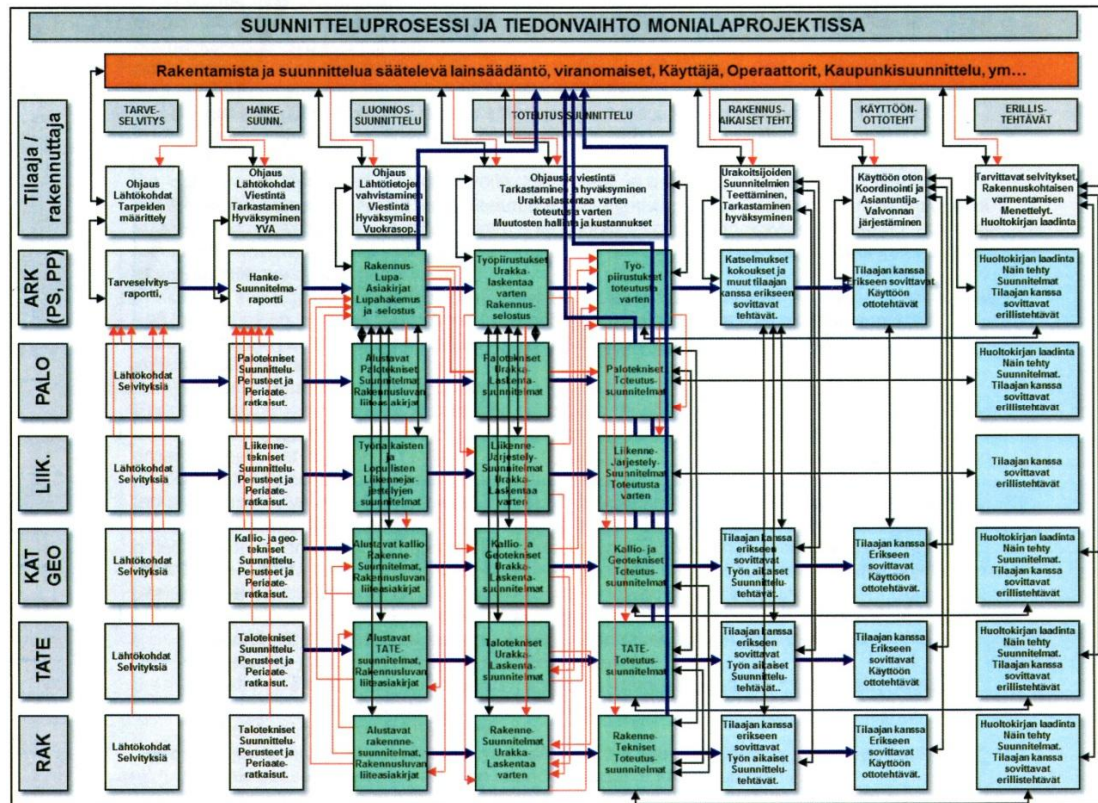 SUUNNITTELUPROSESSI JA TIEDONVAIHTO MONIALAPROJEKTISSA
Rakentamista ja suunnittelua säätelevä lainsäädäntö, viranomaiset, Käyttäjä, Operaattorit, Kaupunkisuunnittelu, ym…
TARVE-
SELVITYS
HANKE-
SUUNN.
LUONNOS-
SUUNNITTELU
TOTEUTUS SUUNNITTELU
RAKENNUS-
AIKAISET TEHT.
KÄYTTÖÖN-
OTTOTEHT
ERILLIS-
TEHTÄVÄT
Tilaaja /
rakennuttaja
Ohjaus
Lähtökohdat
Tarpeiden
määrittely
Ohjaus
Lähtökohdat
Viestintä
Tarkastaminen
Hyväksyminen
YVA
Ohjaus
Lähtötietojen
vahvistaminen
Viestintä
Hyväksyminen
Vuokrasop.
Ohjaus ja viestintä
Tarkastaminen ja hyväksyminen
Urakkalaskentaa varten
toteutusta varten
Muutosten hallinta ja kustannukset
Urakoitsijoiden
Suunnitelmien
Teettäminen,
Tarkastaminen
hyväksyminen
Käyttöön oton
Koordinointi ja
Asiantuntija-
Valvonnan
järjestäminen
Tarvittavat selvitykset,
Rakennuskohtaisen
varmentamisen
Menettelyt.
Huoltokirjan laadinta
ARK
(PS, PP)
Tarveselvitys—
raportti,
Hanke-
Suunnitelma-
raportti
Rakennus-
Lupa-
Asiakirjat
Lupahakemus
ja -selostus
Työpiirustukset
Urakka-
laskentaa
varten
Rakennus-
selostus
Työ-
piirustukset
toteutusta
varten
Katselmukset
kokoukset ja
muut tilaajan
kanssa erikseen
sovittavat
tehtävät.
Tilaajan kanssa
Erikseen sovittavat
Käyttöön
ottotehtävät
Huoltokirjan laadinta
Nain tehty
Suunnitelmat
Tilaajan kanssa
sovittavat
erillistehtävät
PALO
Lähtökohdat
Selvityksiä
Palotekniset
Suunnittelu-
Perusteet ja
Periaate-
ratkaisut.
Alustavat
Palotekniset
Suunnitelmat,
Rakennusluvan
liiteasiakirjat
Palotekniset
Urakka-
Laskenta-
suunnitelmat
Palotekniset
Toteutus-
suunnitelmat
Huoltokirjan laadinta
Nain tehty
Suunnitelmat.
Tilaajan kanssa
sovittavat
erillistehtävät
LIIK.
Lähtökohdat
Selvityksiä
Liikenne-
tekniset
Suunnittelu-
Perusteet ja
Periaate-
ratkaisut.
Työnaikaisten
ja
Lopullisten
Liikennejär-
jestelyjen
suunnitelmat
Liikenne-
Järjestely-
Suunnitelmat
Urakka-
Laskentaa
varten
Liikenne-
Järjestely-
Suunnitelmat
Toteutusta
varten
Tilaajan kanssa
sovittavat
erillistehtävät
KAT
GEO
Lähtökohdat
Selvityksiä
Kallio- ja geo-
tekniset
Suunnittelu-
Perusteet ja
Periaate-
ratkaisut.
Alustavat kallio-
Rakenne-
Suunnitelmat,
Rakennusluvan
liiteasiakirjat
Kallio- ja
Geotekniset
Urakka-
Laskenta-
suunnitelmat
Kallio- ja
Geotekniset
Toteutus-
suunnitelmat
Tilaajan kanssa
erikseen
sovittavat
Työn aikaiset
Suunnittelu-
tehtävät.
Tilaajan kanssa
Erikseen
sovittavat
Käyttöön
ottotehtävät
Huoltokirjan laadinta
Nain tehty
Suunnitelmat.
Tilaajan kanssa
sovittavat
erillistehtävät
TATE
Lähtökohdat
Selvityksiä
Talotekniset
Suunnittelu-
Perusteet ja
Periaate-
ratkaisut.
Alustavat
TATE-
suunnitelmat,
Rakennusluvan
liiteasiakirjat
Talotekniset
Urakka-
Laskenta-
suunnitelmat
TATE-
Toteutus-
suunnitelmat
Tilaajan kanssa
erikseen
sovittavat
Työn aikaiset
Suunnittelu-
tehtävät..
Tilaajan kanssa
Erikseen
sovittavat
Käyttöön
ottotehtävät
Huoltokirjan laadinta
Nain tehty
Suunnitelmat.
Tilaajan kanssa
sovittavat
erillistehtävät
RAK
Lähtökohdat
Selvityksiä
Talotekniset
Suunnittelu-
Perusteet ja
Periaate-
ratkaisut.
Alustavat
rakennne-
suunnitelmat,
Rakennusluvan
liiteasiakirjat
Rakenne-
Suunnitelmat
Urakka-
Laskentaa
varten
Rakenne-
Tekniset
Toteutus-
suunnitelmat
Tilaajan kanssa
erikseen
sovittavat
Työn aikaiset
Suunnittelu-
tehtävät.
Tilaajan kanssa
Erikseen
sovittavat
Käyttöön
ottotehtävät.
Huoltokirjan laadinta
Nain tehty
Suunnitelmat.
Tilaajan kanssa
sovittavat
erillistehtävät